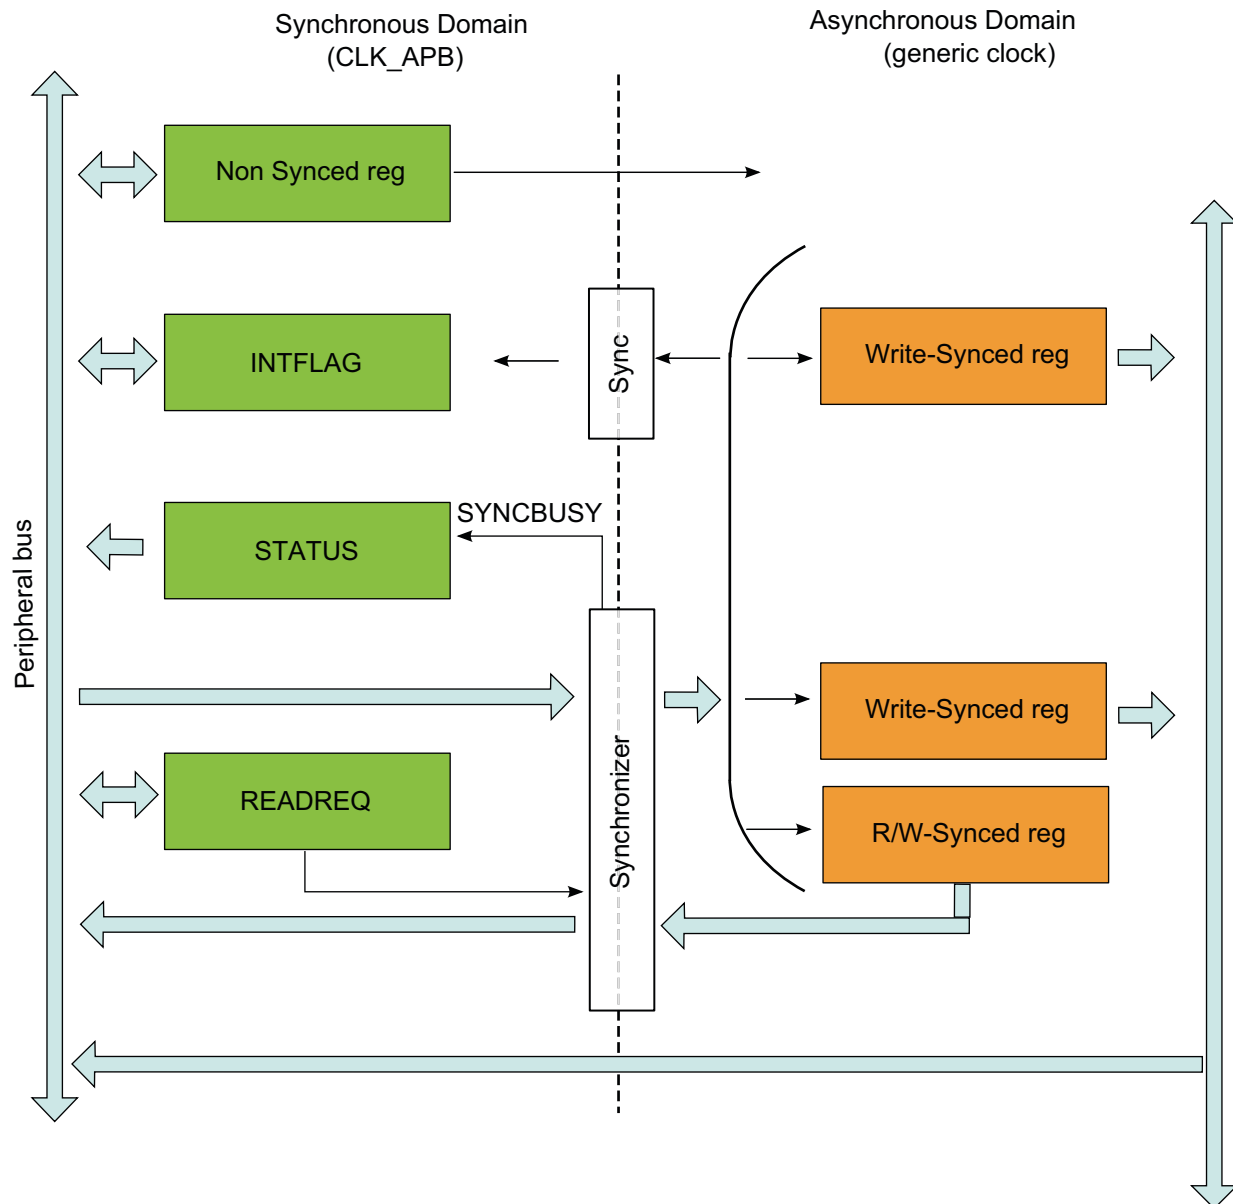 Synchronous Domain
(CLK_APB)
Asynchronous Domain
(generic clock)
Non Synced reg
INTFLAG
Sync
Write-Synced reg
SYNCBUSY
STATUS
Peripheral bus
Synchronizer
Write-Synced reg
READREQ
R/W-Synced reg